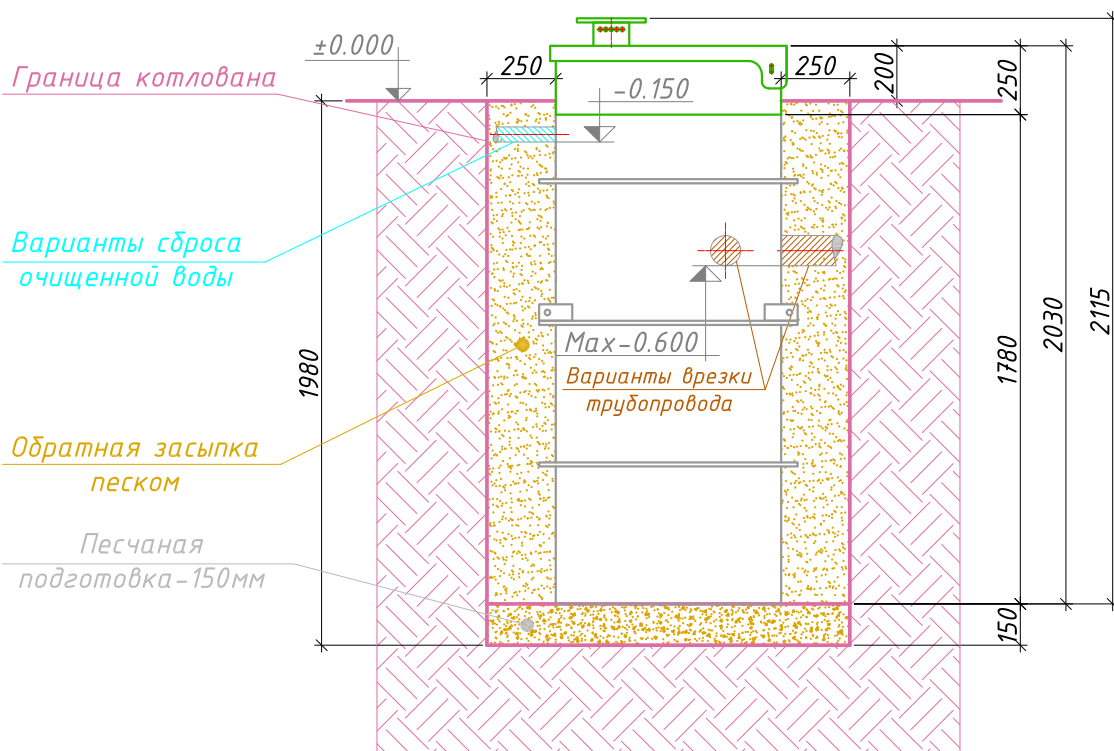 ±0.000
Граница котлована
250
250
200
250
-0.150
Варианты сброса
очищенной воды
1980
Max-0.600
Варианты врезки
трубопровода
1780
2030
2115
Обратная засыпка
песком
Песчаная
подготовка-150мм
150